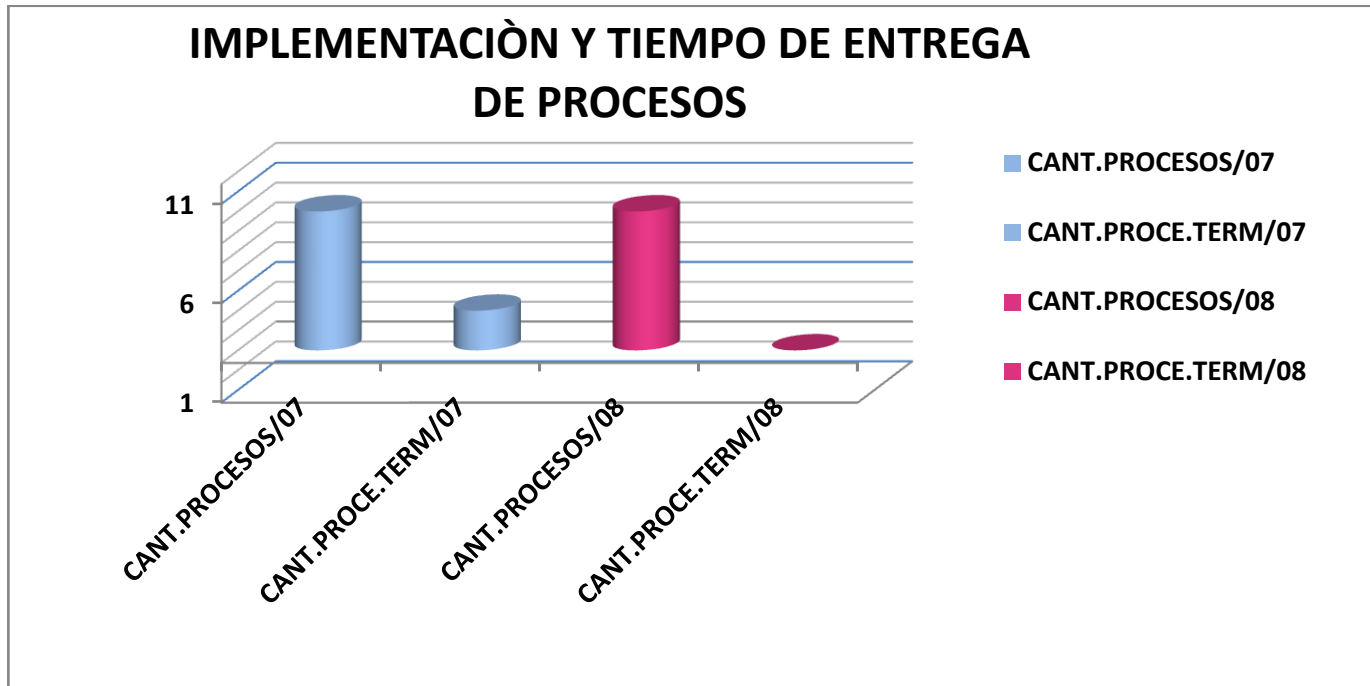 IMPLEMENTACIÒN Y TIEMPO DE ENTREGA
DE PROCESOS
11
6
1
CANT.PROCESOS/07
CANT.PROCE.TERM/07
CANT.PROCESOS/08
CANT.PROCE.TERM/08
CANT.PROCESOS/07
CANT.PROCE.TERM/07
CANT.PROCESOS/08
CANT.PROCE.TERM/08